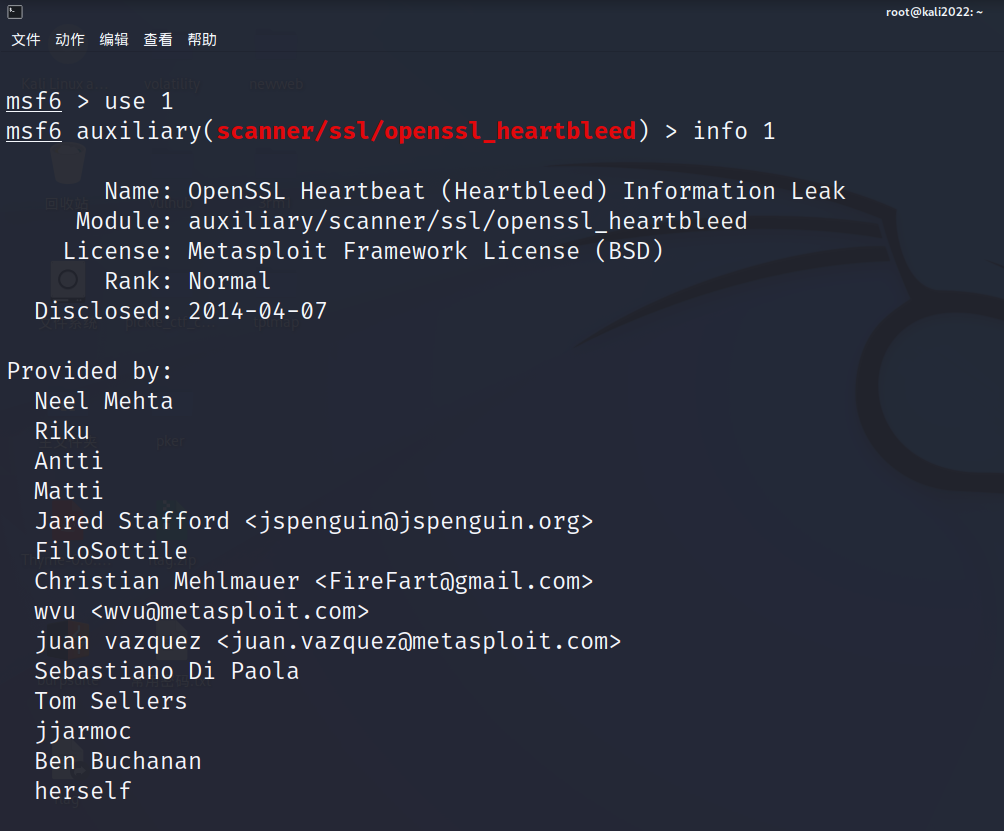 root@kali2022: ~
文件 动作 编辑 查看 帮助
msf6 > use 1
msf6 auxiliary(scanner/ssl/openssl_heartbleed) > info 1
Name: OpenSSL Heartbeat (Heartbleed) Information Leak
Module: auxiliary/scanner/ssl/openssl_heartbleed
License: Metasploit Framework License (BSD)
Rank: Normal
Disclosed: 2014-04-07
Provided by:
Neel Mehta
Riku
Antti
Matti
Jared Stafford <jspenguin@jspenguin.org>
FiloSottile
Christian Mehlmauer <FireFart@gmail.com>
wvu <wvu@metasploit.com>
juan vazquez <juan.vazquez@metasploit.com>
Sebastiano Di Paola
Tom Sellers
jjarmoc
Ben Buchanan
herself